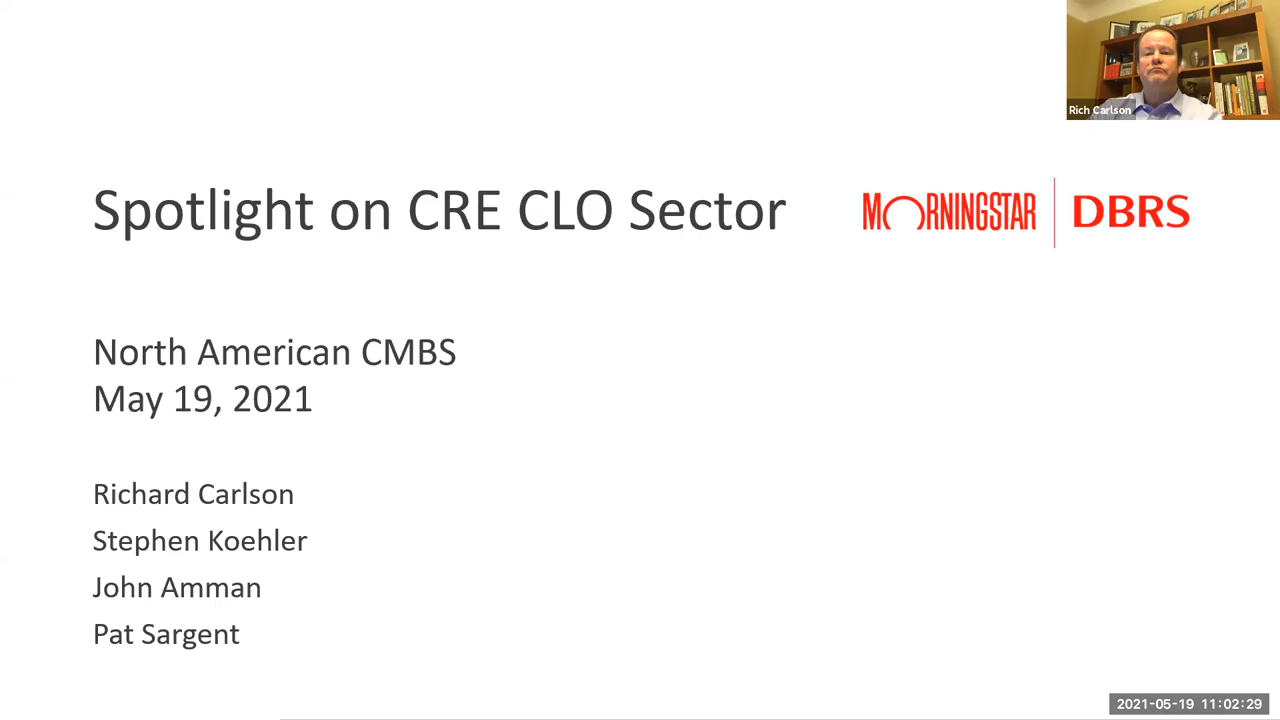 Rich Carlson
Spotlight on CRE CLO Sector
MORNINGSTAR | DBRS
North American CMBS
May 19, 2021
Richard Carlson
Stephen Koehler
John Amman
Pat Sargent
2021-05-19 11:02:29